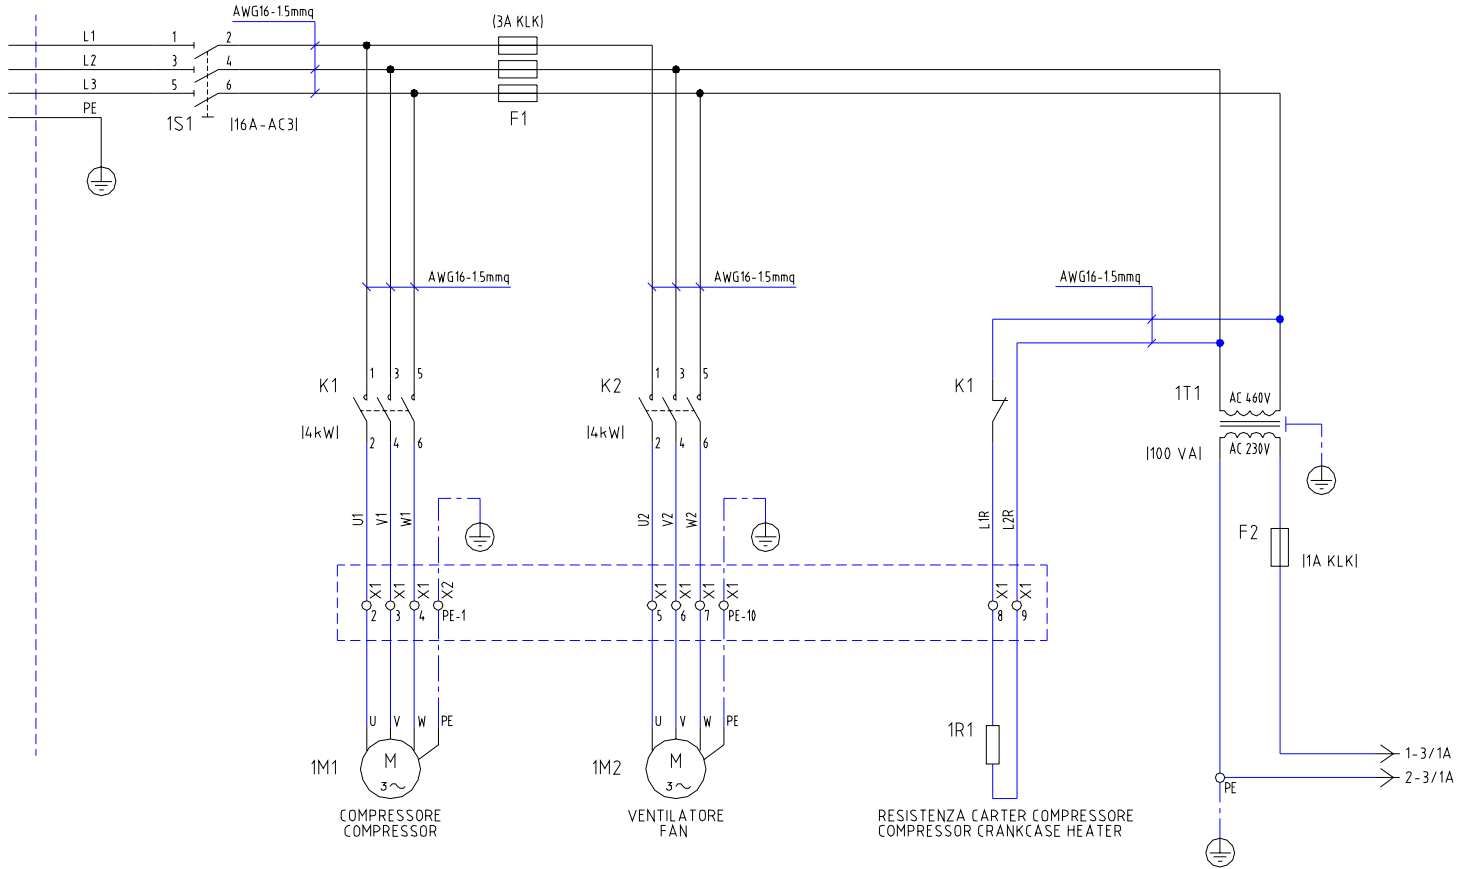 AWG16-1.5mmq
(3A KLK)
L1 1 2
L2 3 4
L3 5 6
PE
1S1 |16A-AC3|
F1
AWG16-1.5mmq AWG16-1.5mmq AWG16-1.5mmq
K1 1 3 5
K2 1 3 5
K1
1T1 AC 460V
|4kW| 2 4 6
|4kW| 2 4 6
|100 VA| AC 230V
U1 V1 W1
U2 V2 W2
L1R L2R
F2
|1A KLK|
X1 X1 X1 X2
X1 X1 X1 X1
X1 X1
2 3 4 PE-1
5 6 7 PE-10
8 9
U V W PE
U V W PE
1R1
1M1 M 3~
1M2 M 3~
1-3/1A
2-3/1A
PE
COMPRESSORE
COMPRESSOR
VENTILATORE
FAN
RESISTENZA CARTER COMPRESSORE
COMPRESSOR CRANKCASE HEATER